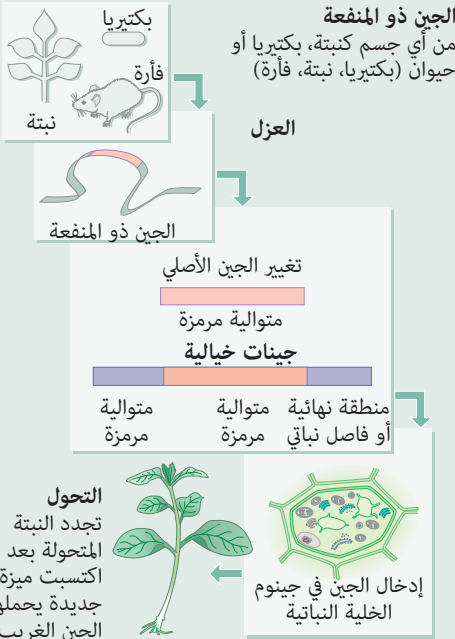 الجين ذو المنفعة
من أي جسم كنبتة، بكتيريا أو
حيوان (بكتيريا، نبتة، فأرة)
بكتيريا
فأرة
نبتة
العزل
الجين ذو المنفعة
تغيير الجين الأصلي
متوالية مرمزة
جينات خيالية
منطقة نهائية
أو فاصل نباتي
متوالية
مرمزة
متوالية
مرمزة
إدخال الجين في جينوم
الخلية النباتية
التحول
تجدد النبتة
المتحولة بعد
اكتسبت ميزة
جديدة يحملها
الجين الغريب